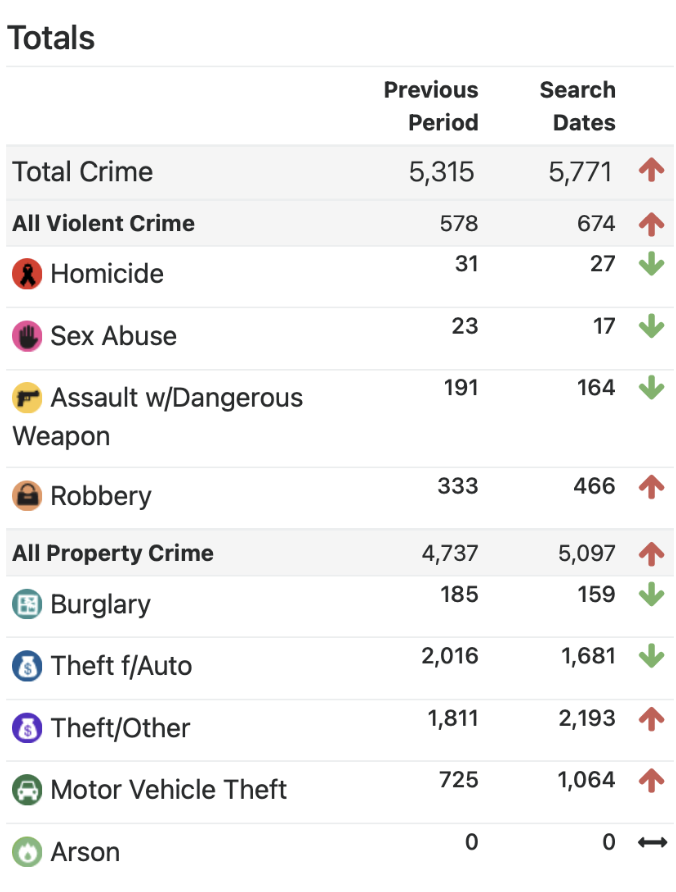 Totals
Previous Period Search Dates
Total Crime 5,315 5,771
All Violent Crime 578 674
Homicide 31 27
Sex Abuse 23 17
Assault w/Dangerous Weapon 191 164
Robbery 333 466
All Property Crime 4,737 5,097
Burglary 185 159
Theft f/Auto 2,016 1,681
Theft/Other 1,811 2,193
Motor Vehicle Theft 725 1,064
Arson 0 0